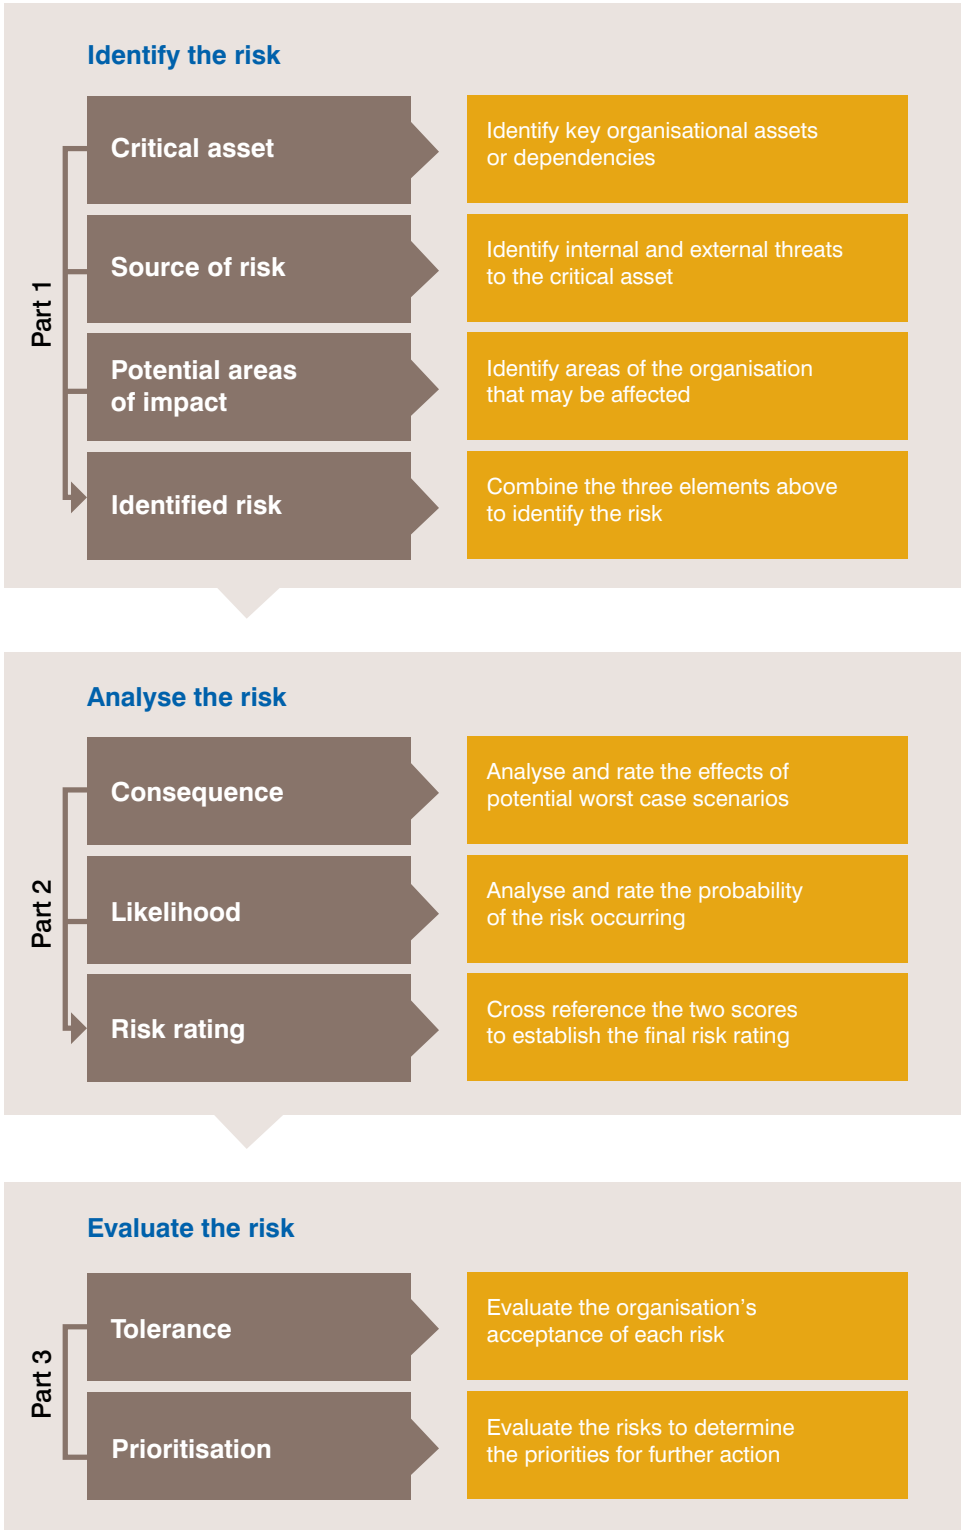 Identify the risk
Part 1
Critical asset
Identify key organisational assets
or dependencies
Source of risk
Identify internal and external threats
to the critical asset
Potential areas
of impact
Identify areas of the organisation
that may be affected
Identified risk
Combine the three elements above
to identify the risk
Analyse the risk
Part 2
Consequence
Analyse and rate the effects of
potential worst case scenarios
Likelihood
Analyse and rate the probability
of the risk occurring
Risk rating
Cross reference the two scores
to establish the final risk rating
Evaluate the risk
Part 3
Tolerance
Evaluate the organisation’s
acceptance of each risk
Prioritisation
Evaluate the risks to determine
the priorities for further action